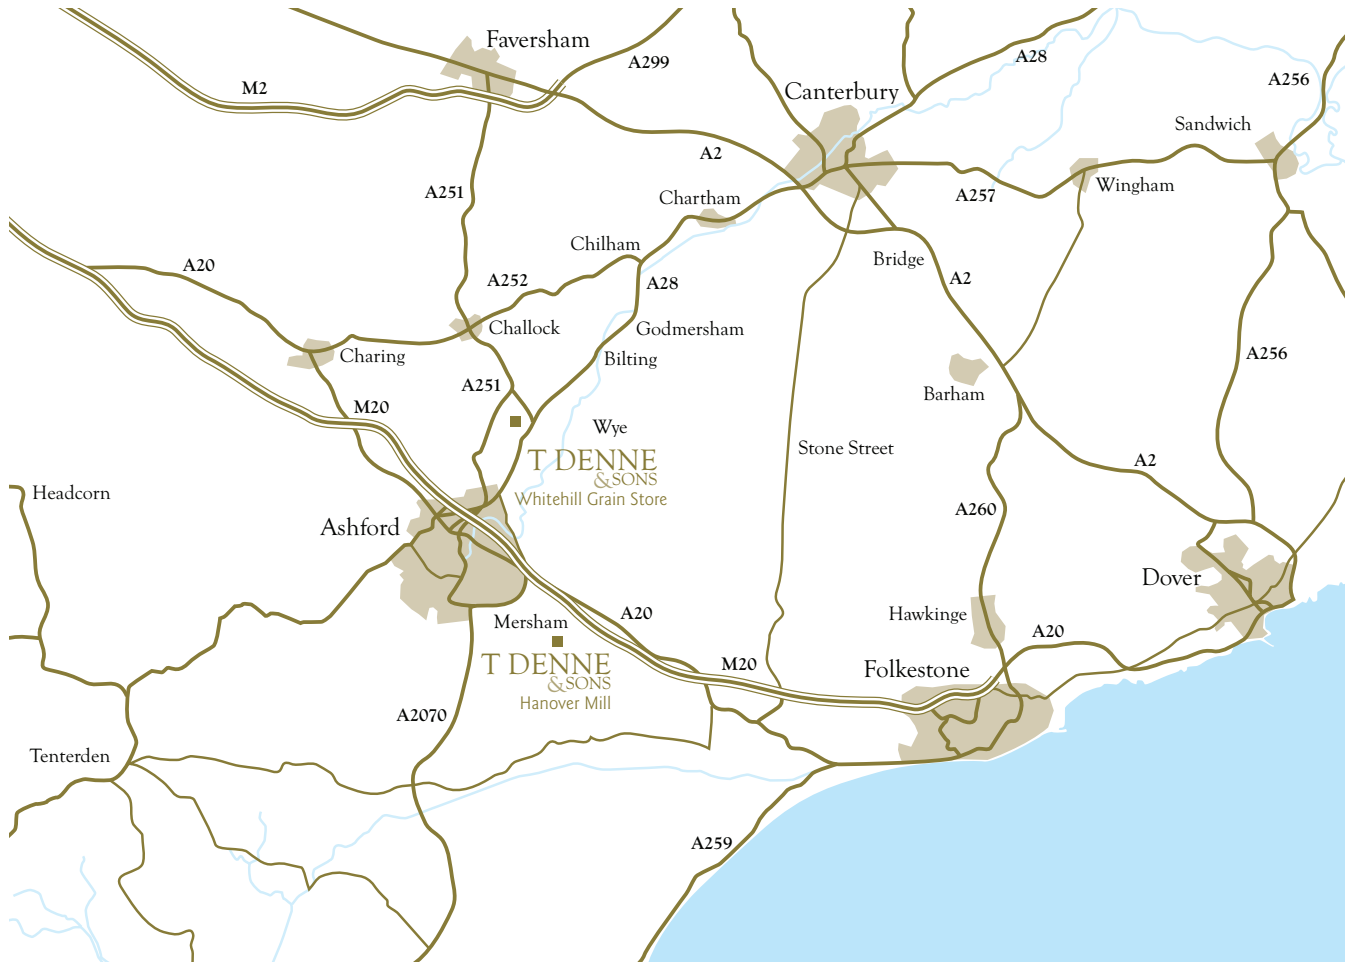 Faversham
A299
M2
A28
A256
Canterbury
Sandwich
A2
A251
Chartham
A257
Wingham
Chilham
Bridge
A20
A252
A28
A2
Challock
Godmersham
Charing
Bilting
A256
A251
Barham
M20
Wye
Stone Street
T DENNE
& SONS
Whitehill Grain Store
A2
Headcorn
Ashford
A260
Dover
Mersham
A20
Hawkinge
A20
T DENNE
& SONS
Hanover Mill
M20
Folkestone
A2070
Tenterden
A259